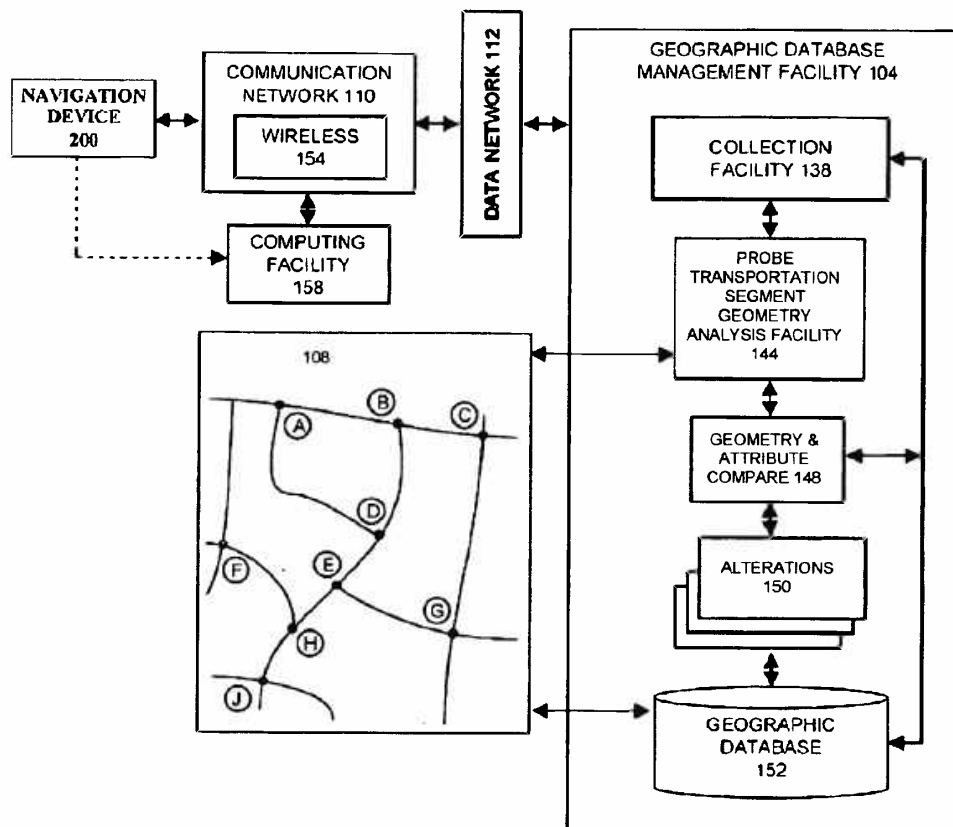 NAVIGATION
DEVICE
200
COMMUNICATION
NETWORK 110
WIRELESS
154
COMPUTING
FACILITY
158
DATA NETWORK 112
GEOGRAPHIC DATABASE
MANAGEMENT FACILITY 104
COLLECTION
FACILITY 138
PROBE
TRANSPORTATION
SEGMENT
GEOMETRY
ANALYSIS FACILITY
144
GEOMETRY &
ATTRIBUTE
COMPARE 148
ALTERATIONS
150
GEOGRAPHIC
DATABASE
152
108
A
B
C
D
E
F
G
H
J